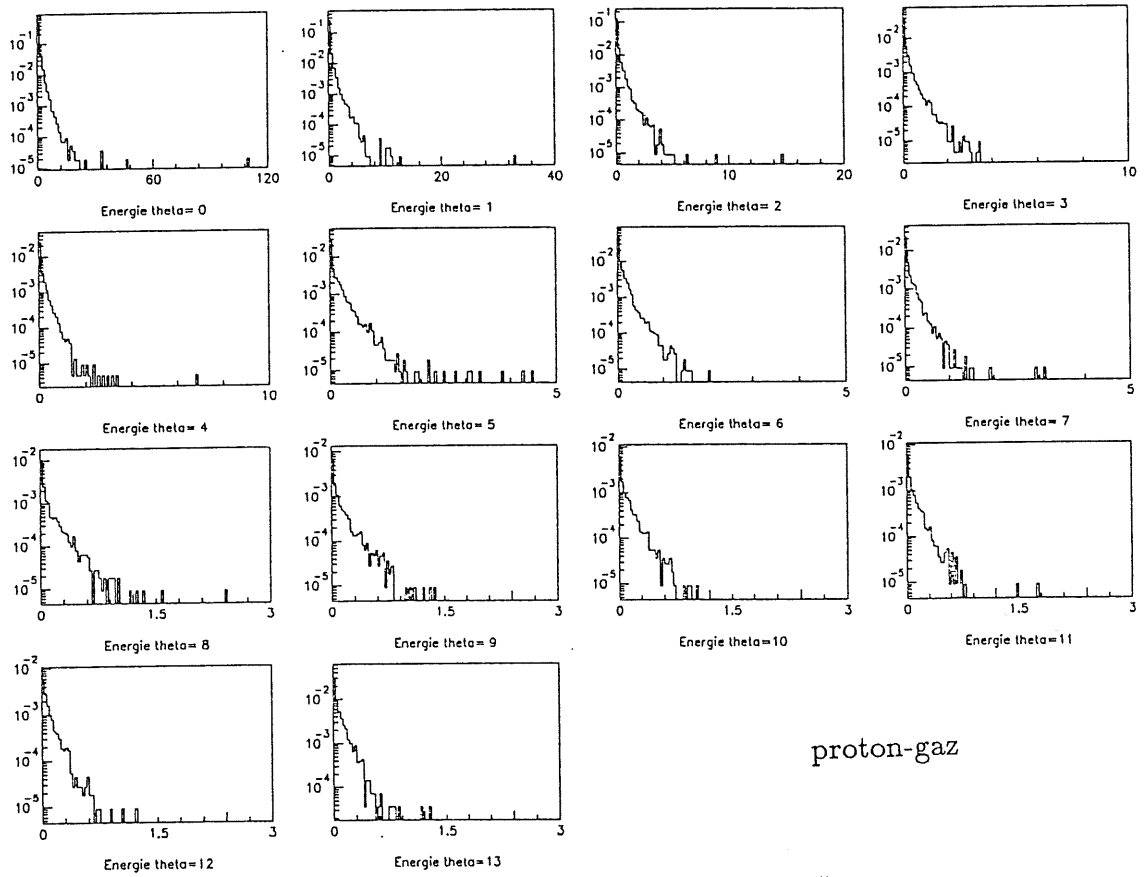 10⁻¹
10⁻²
10⁻³
10⁻⁴
10⁻⁵
0 60 120
Energie theta= 0
10⁻¹
10⁻²
10⁻³
10⁻⁴
10⁻⁵
0 20 40
Energie theta= 1
10⁻¹
10⁻²
10⁻³
10⁻⁴
10⁻⁵
0 10 20
Energie theta= 2
10⁻²
10⁻³
10⁻⁴
10⁻⁵
0 10
Energie theta= 3
10⁻²
10⁻³
10⁻⁴
10⁻⁵
0 10
Energie theta= 4
10⁻²
10⁻³
10⁻⁴
10⁻⁵
0 5
Energie theta= 5
10⁻²
10⁻³
10⁻⁴
10⁻⁵
0 5
Energie theta= 6
10⁻²
10⁻³
10⁻⁴
10⁻⁵
0 5
Energie theta= 7
10⁻²
10⁻³
10⁻⁴
10⁻⁵
0 1.5 3
Energie theta= 8
10⁻²
10⁻³
10⁻⁴
10⁻⁵
0 1.5 3
Energie theta= 9
10⁻²
10⁻³
10⁻⁴
10⁻⁵
0 1.5 3
Energie theta=10
10⁻²
10⁻³
10⁻⁴
10⁻⁵
0 1.5 3
Energie theta=11
10⁻²
10⁻³
10⁻⁴
10⁻⁵
0 1.5 3
Energie theta=12
10⁻²
10⁻³
10⁻⁴
0 1.5 3
Energie theta=13
proton-gaz